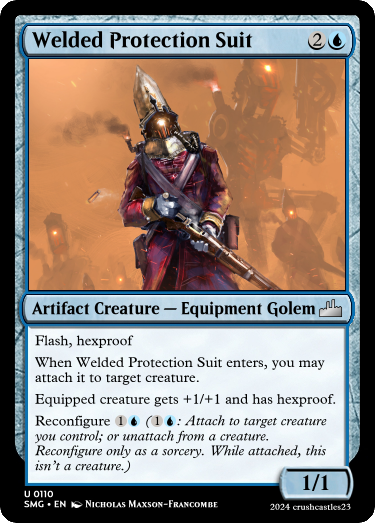 Welded Protection Suit 2
Artifact Creature — Equipment Golem
Flash, hexproof
When Welded Protection Suit enters, you may
attach it to target creature.
Equipped creature gets +1/+1 and has hexproof.
Reconfigure 1 (1: Attach to target creature
you control; or unattach from a creature.
Reconfigure only as a sorcery. While attached, this
isn't a creature.)
1/1
U 0110
SMG • EN Nicholas Maxson-Francombe
2024 crushcastles23